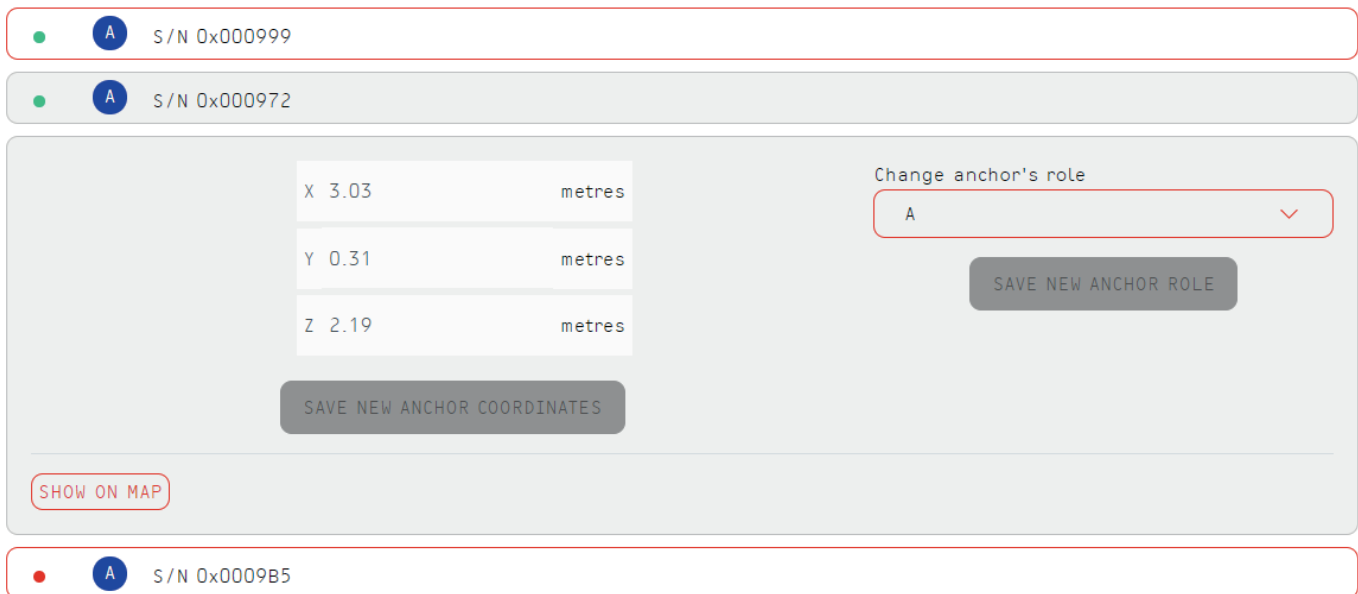 A S/N 0x000999
A S/N 0x000972
X 3.03 metres
Y 0.31 metres
Z 2.19 metres
SAVE NEW ANCHOR COORDINATES
Change anchor's role
A
SAVE NEW ANCHOR ROLE
SHOW ON MAP
A S/N 0x0009B5